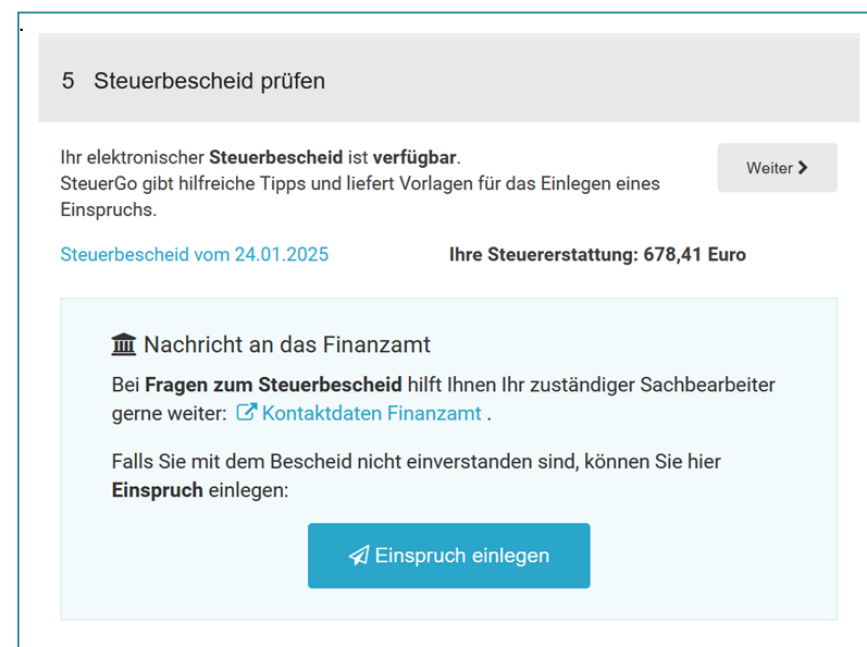 .
5 Steuerbescheid prüfen
Ihr elektronischer Steuerbescheid ist verfügbar.
Weiter
SteuerGo gibt hilfreiche Tipps und liefert Vorlagen für das Einlegen eines
Einspruchs.
Steuerbescheid vom 24.01.2025
Ihre Steuererstattung: 678,41 Euro
Nachricht an das Finanzamt
Bei Fragen zum Steuerbescheid hilft Ihnen Ihr zuständiger Sachbearbeiter
gerne weiter: Kontaktdaten Finanzamt .
Falls Sie mit dem Bescheid nicht einverstanden sind, können Sie hier
Einspruch einlegen:
Einspruch einlegen